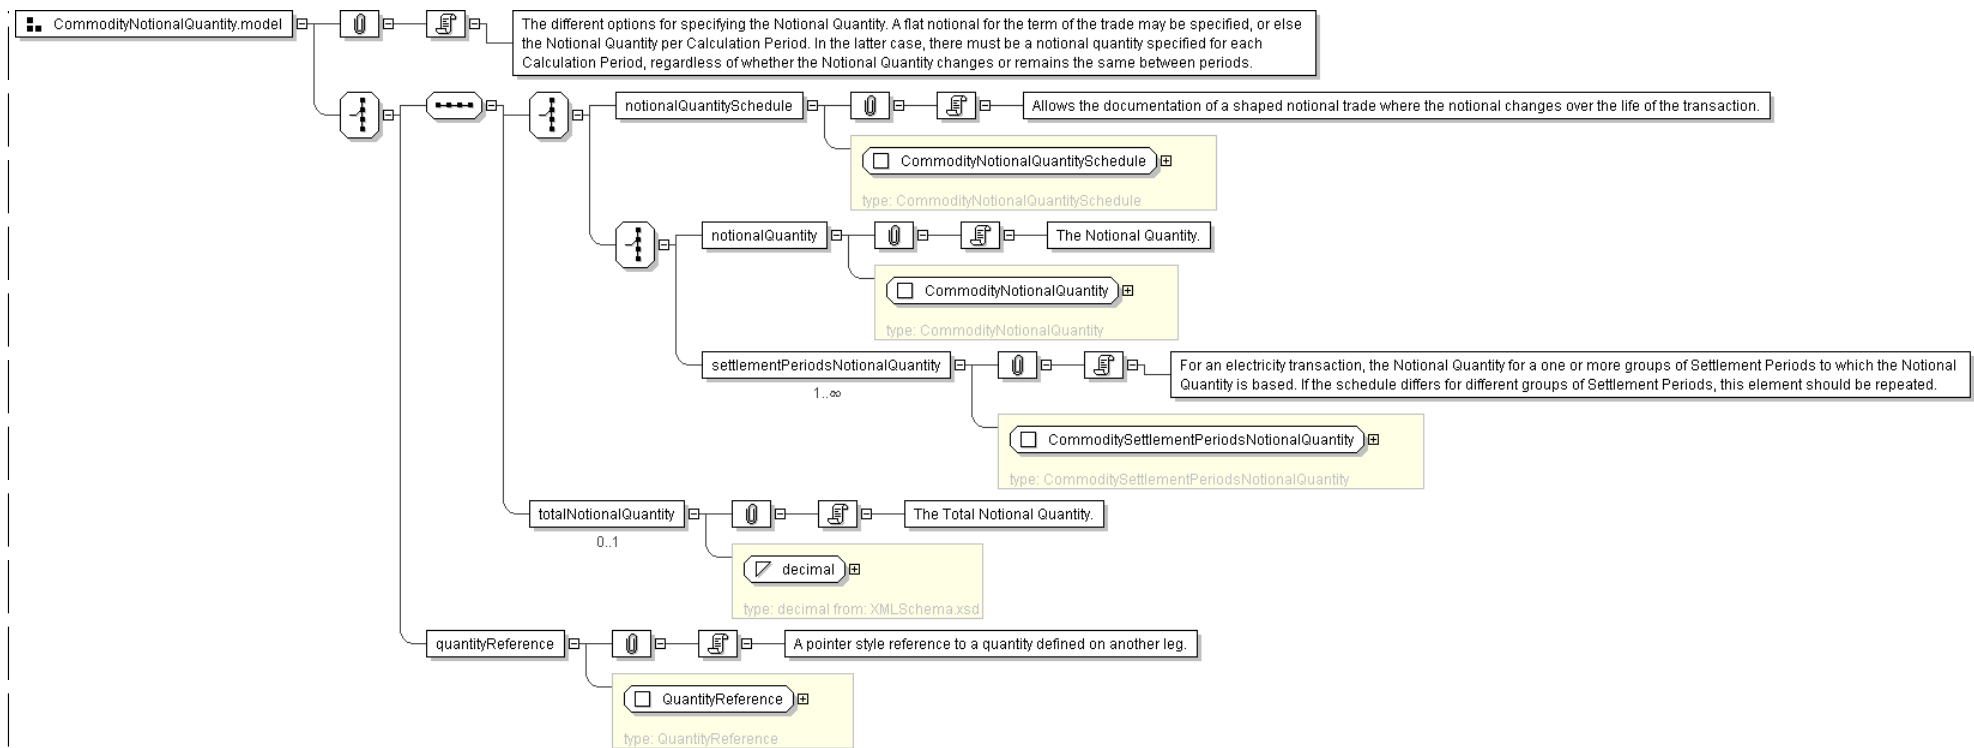 CommodityNotionalQuantity.model
The different options for specifying the Notional Quantity. A flat notional for the term of the trade may be specified, or else
the Notional Quantity per Calculation Period. In the latter case, there must be a notional quantity specified for each
Calculation Period, regardless of whether the Notional Quantity changes or remains the same between periods.
notionalQuantitySchedule
Allows the documentation of a shaped notional trade where the notional changes over the life of the transaction.
CommodityNotionalQuantitySchedule
type: CommodityNotionalQuantitySchedule
notionalQuantity
The Notional Quantity.
CommodityNotionalQuantity
type: CommodityNotionalQuantity
settlementPeriodsNotionalQuantity
1..∞
For an electricity transaction, the Notional Quantity for a one or more groups of Settlement Periods to which the Notional
Quantity is based. If the schedule differs for different groups of Settlement Periods, this element should be repeated.
CommoditySettlementPeriodsNotionalQuantity
type: CommoditySettlementPeriodsNotionalQuantity
totalNotionalQuantity
0..1
The Total Notional Quantity.
decimal
type: decimal from: XMLSchema.xsd
quantityReference
A pointer style reference to a quantity defined on another leg.
QuantityReference
type: QuantityReference